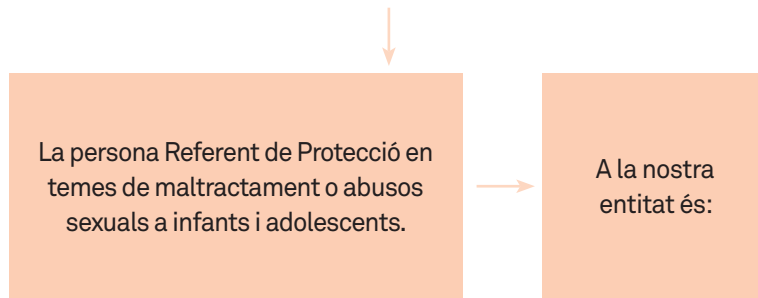 La persona Referent de Protecció en
temes de maltractament o abusos
sexuals a infants i adolescents.
A la nostra
entitat és: